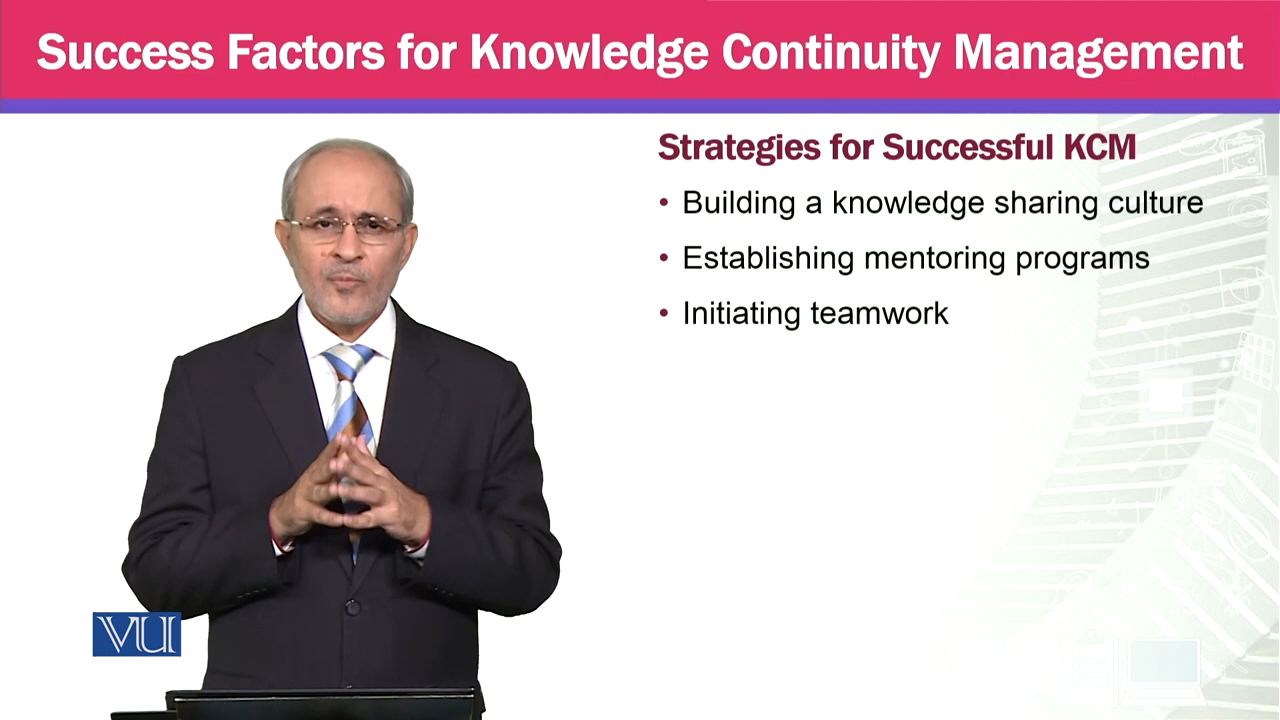 Success Factors for Knowledge Continuity Management
Strategies for Successful KCM
• Building a knowledge sharing culture
• Establishing mentoring programs
• Initiating teamwork
VU